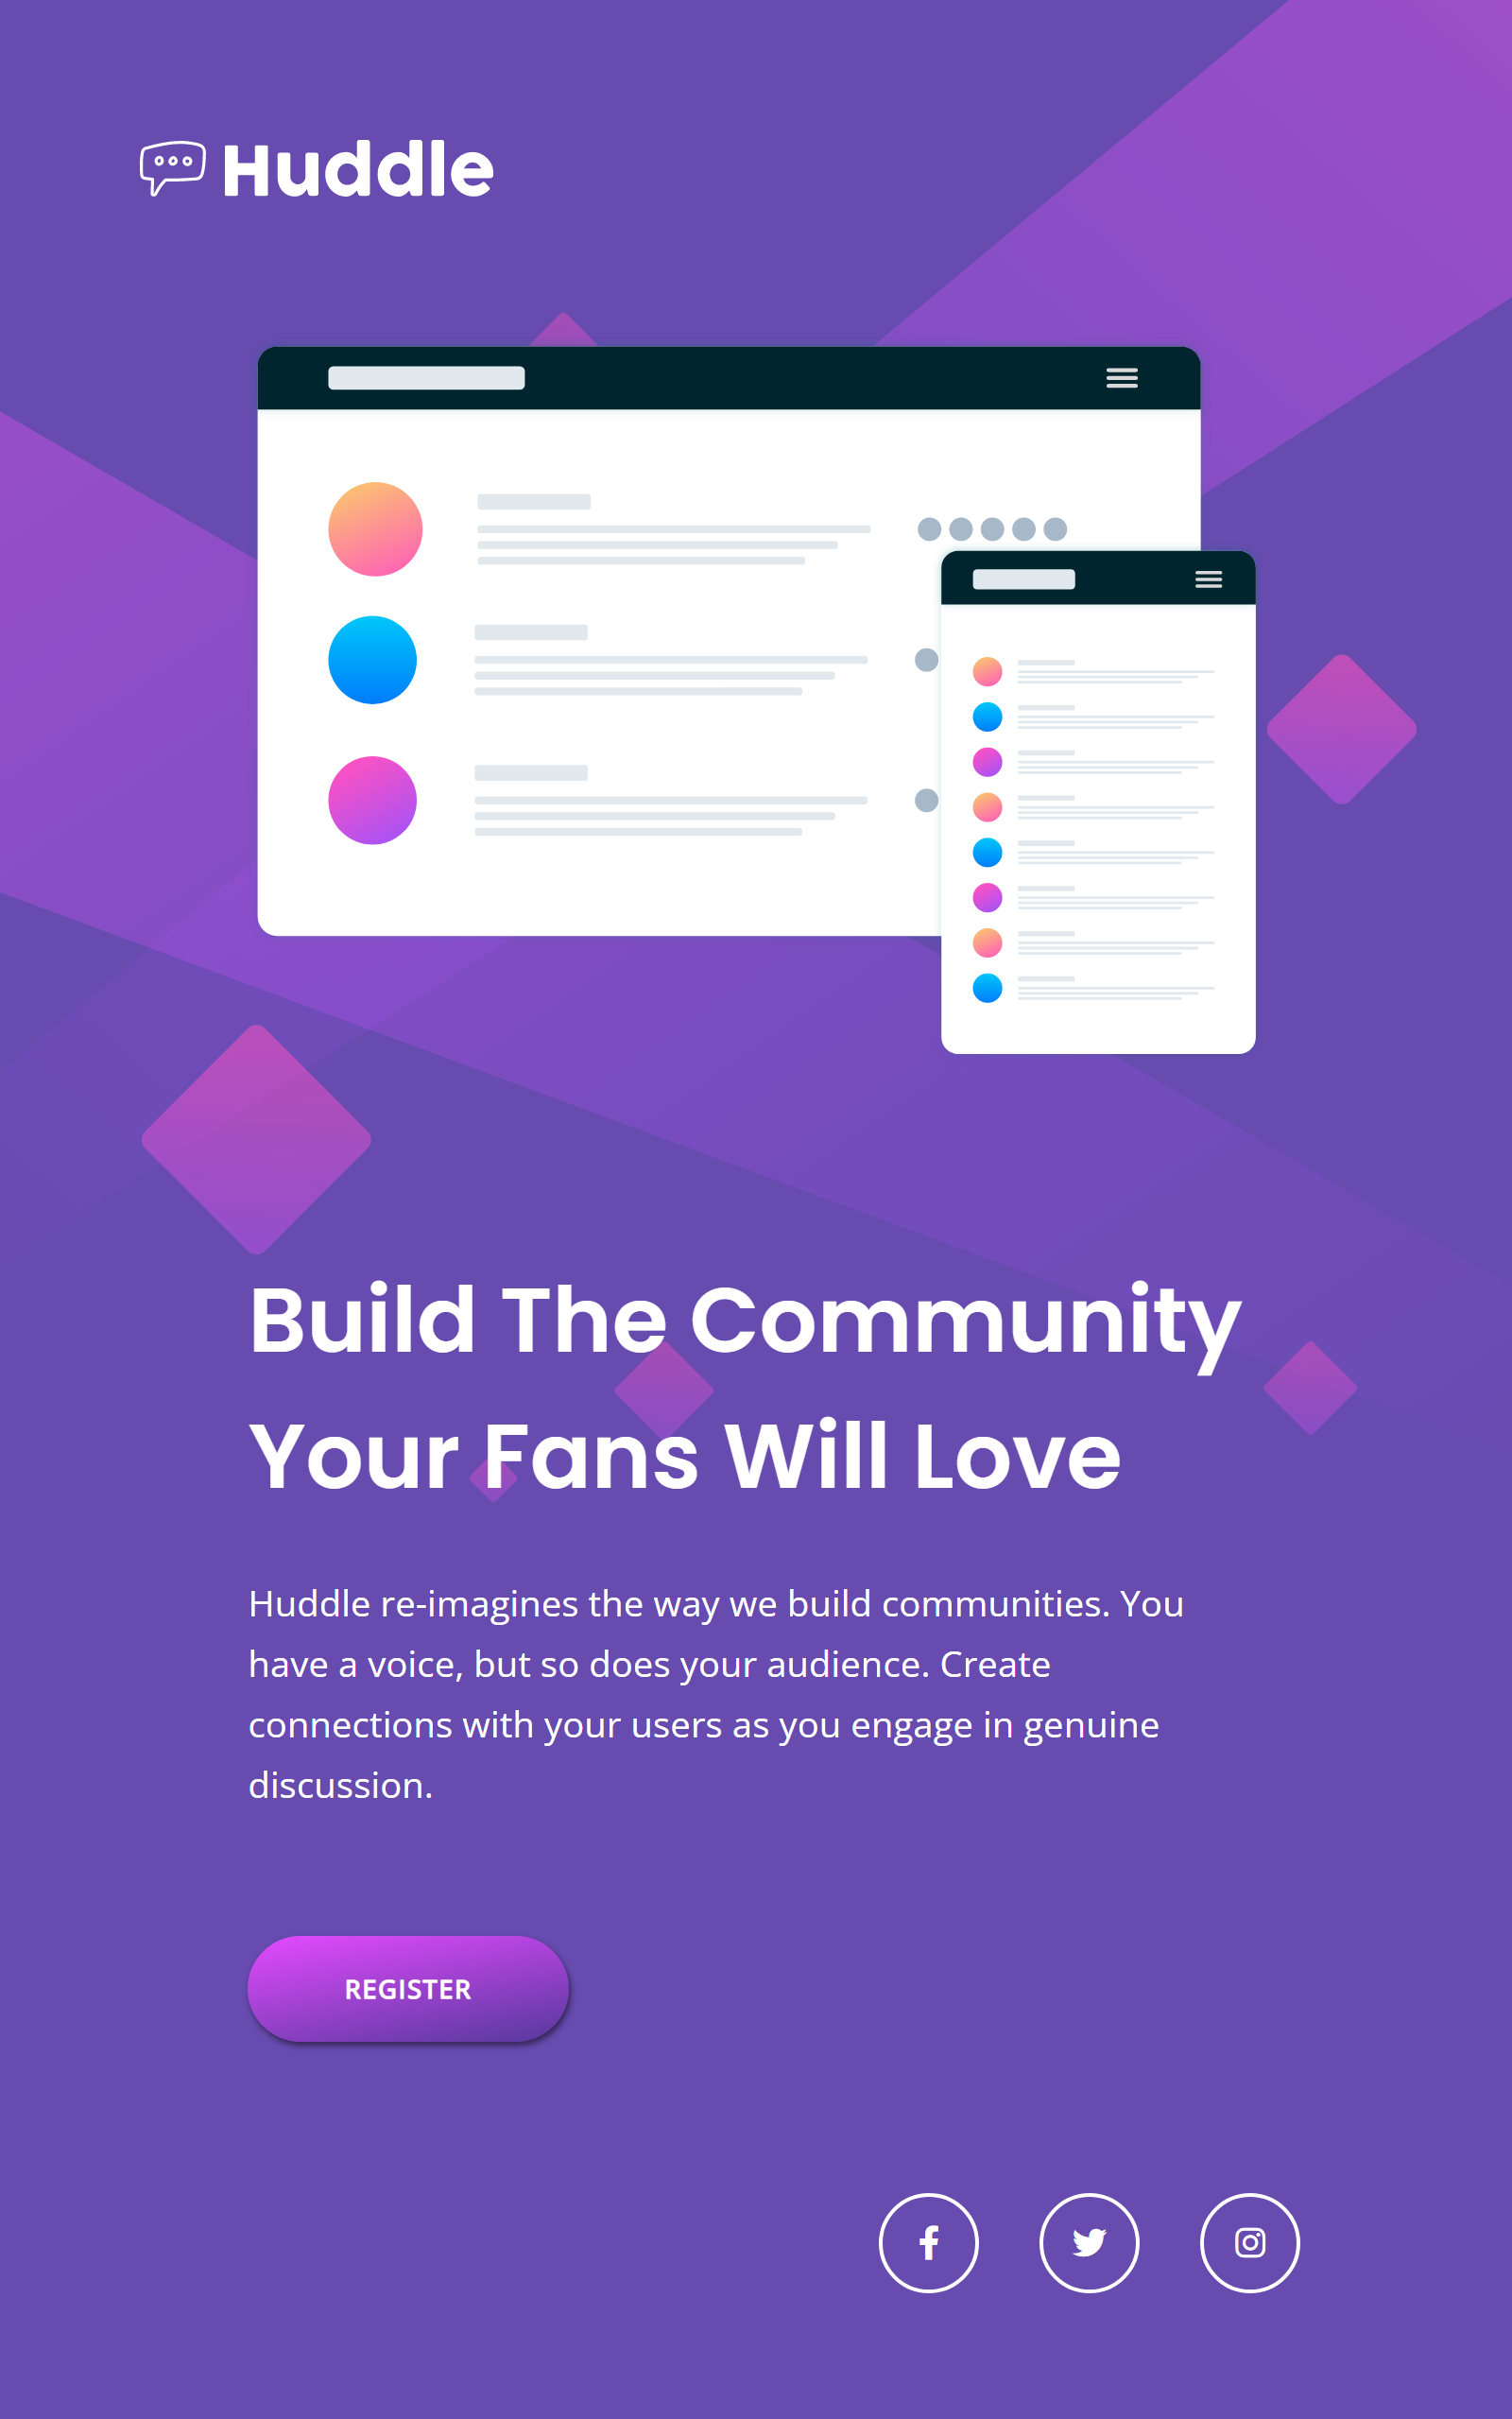 Huddle
Build The Community
Your Fans Will Love
Huddle re-imagines the way we build communities. You
have a voice, but so does your audience. Create
connections with your users as you engage in genuine
discussion.
REGISTER